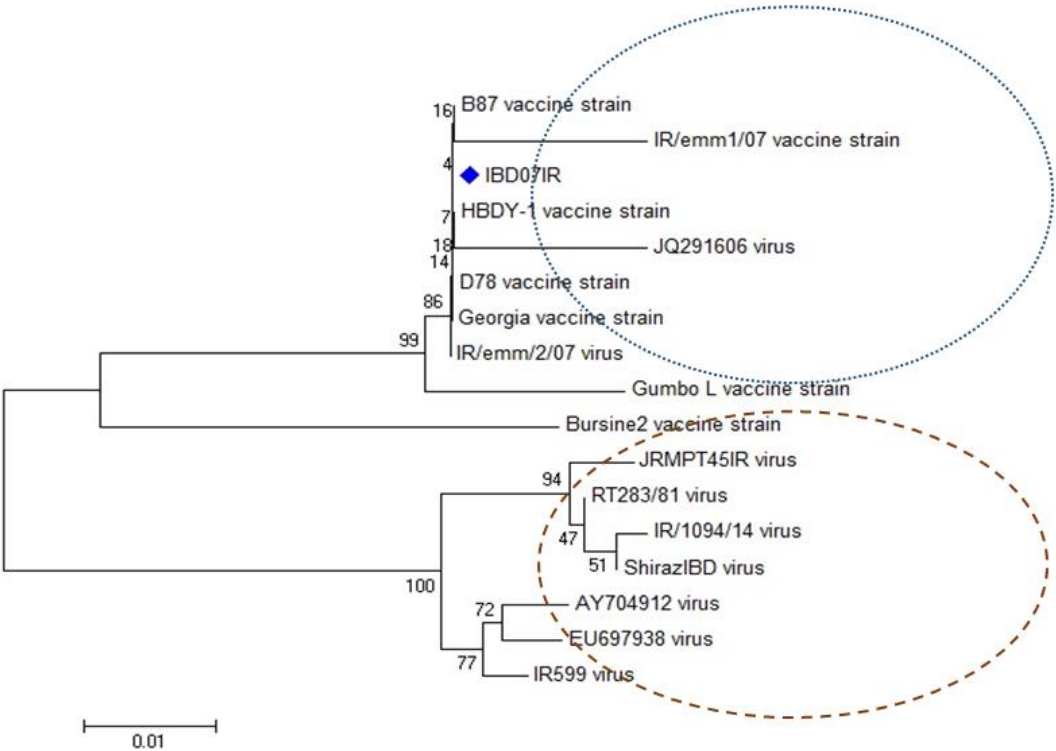 16
B87 vaccine strain
IR/emm1/07 vaccine strain
4
IBD07IR
7
HBDY-1 vaccine strain
18
JQ291606 virus
14
D78 vaccine strain
86
Georgia vaccine strain
99
IR/emm/2/07 virus
Gumbo L vaccine strain
Bursine2 vaccine strain
JRMPT45IR virus
94
RT283/81 virus
47
IR/1094/14 virus
51
ShirazIBD virus
100
AY704912 virus
72
EU697938 virus
77
IR599 virus
0.01